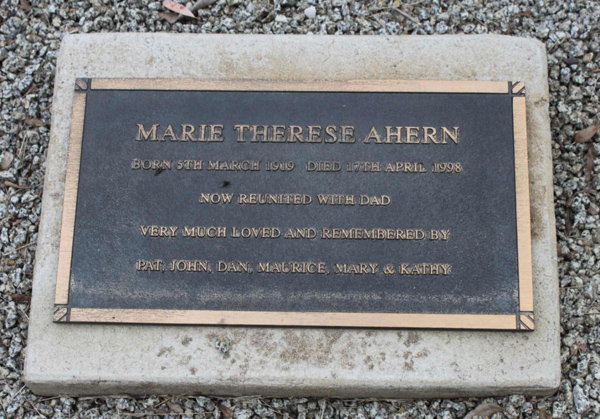 MARIE THERESE AHERN
BORN 5TH MARCH 1919 DIED 17TH APRIL 1998
NOW REUNITED WITH DAD
VERY MUCH LOVED AND REMEMBERED BY
PAT, JOHN, DAN, MAURICE, MARY & KATHY